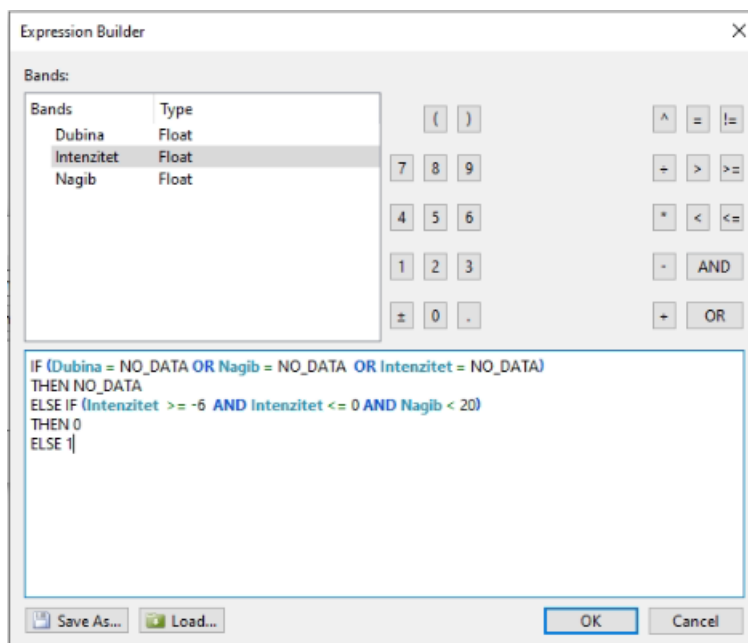 Expression Builder
Bands:
Bands Type
Dubina Float
Intenzitet Float
Nagib Float
( ) ^ = !=
7 8 9 ÷ > >=
4 5 6 * < <=
1 2 3 - AND
± 0 . + OR
IF (Dubina = NO_DATA OR Nagib = NO_DATA OR Intenzitet = NO_DATA)
THEN NO_DATA
ELSE IF (Intenzitet >= -6 AND Intenzitet <= 0 AND Nagib < 20)
THEN 0
ELSE 1
Save As... Load... OK Cancel